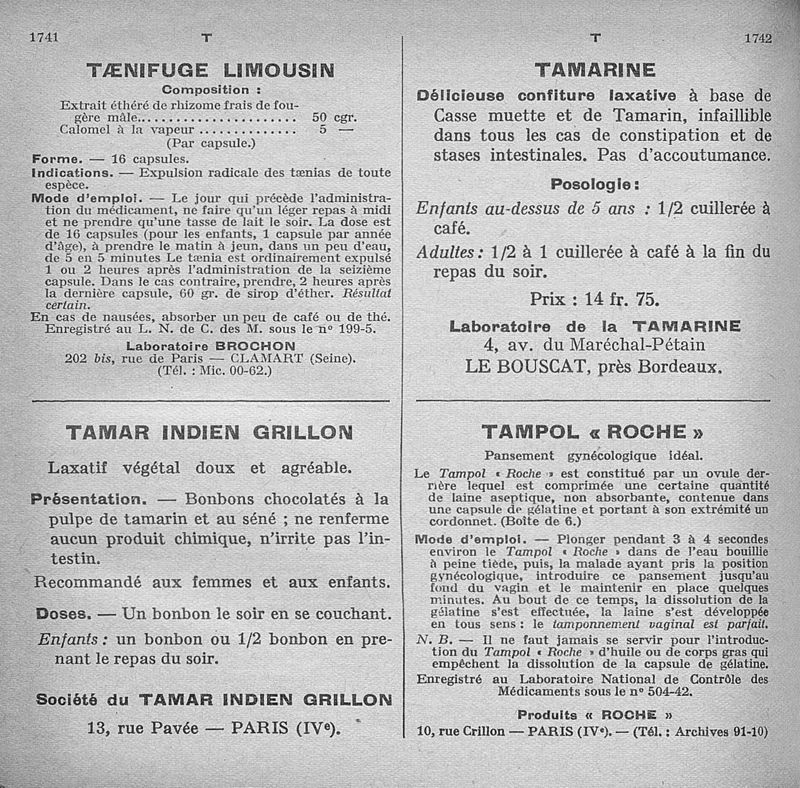 1741
T
TÆNIFUGE LIMOUSIN
Composition :
Extrait éthéré de rhizome frais de fou-
gère mâle...................... 50 cgr.
Calomel à la vapeur .............. 5 —
(Par capsule.)
Forme. — 16 capsules.
Indications. — Expulsion radicale des tænias de toute
espèce.
Mode d'emploi. — Le jour qui précède l'administra-
tion du médicament, ne faire qu'un léger repas à midi
et ne prendre qu'une tasse de lait le soir. La dose est
de 16 capsules (pour les enfants, 1 capsule par année
d'âge), à prendre le matin à jeun, dans un peu d'eau,
de 5 en 5 minutes Le tænia est ordinairement expulsé
1 ou 2 heures après l'administration de la seizième
capsule. Dans le cas contraire, prendre, 2 heures après
la dernière capsule, 60 gr. de sirop d'éther. Résultat
certain.
En cas de nausées, absorber un peu de café ou de thé.
Enregistré au L. N. de C. des M. sous le n° 199-5.
Laboratoire BROCHON
202 bis, rue de Paris — CLAMART (Seine).
(Tél. : Mic. 00-62.)
TAMAR INDIEN GRILLON
Laxatif végétal doux et agréable.
Présentation. — Bonbons chocolatés à la
pulpe de tamarin et au séné ; ne renferme
aucun produit chimique, n'irrite pas l'in-
testin.
Recommandé aux femmes et aux enfants.
Doses. — Un bonbon le soir en se couchant.
Enfants : un bonbon ou 1/2 bonbon en pre-
nant le repas du soir.
Société du TAMAR INDIEN GRILLON
13, rue Pavée — PARIS (IVe).
T
1742
TAMARINE
Délicieuse confiture laxative à base de
Casse muette et de Tamarin, infaillible
dans tous les cas de constipation et de
stases intestinales. Pas d'accoutumance.
Posologie :
Enfants au-dessus de 5 ans : 1/2 cuillerée à
café.
Adultes : 1/2 à 1 cuillerée à café à la fin du
repas du soir.
Prix : 14 fr. 75.
Laboratoire de la TAMARINE
4, av. du Maréchal-Pétain
LE BOUSCAT, près Bordeaux.
TAMPOL « ROCHE »
Pansement gynécologique idéal.
Le Tampol « Roche » est constitué par un ovule der-
rière lequel est comprimée une certaine quantité
de laine aseptique, non absorbante, contenue dans
une capsule de gélatine et portant à son extrémité un
cordonnet. (Boîte de 6.)
Mode d'emploi. — Plonger pendant 3 à 4 secondes
environ le Tampol « Roche » dans de l'eau bouillie
à peine tiède, puis, la malade ayant pris la position
gynécologique, introduire ce pansement jusqu'au
fond du vagin et le maintenir en place quelques
minutes. Au bout de ce temps, la dissolution de la
gélatine s'est effectuée, la laine s'est développée
en tous sens : le tamponnement vaginal est parfait.
N. B. — Il ne faut jamais se servir pour l'introduc-
tion du Tampol « Roche » d'huile ou de corps gras qui
empêchent la dissolution de la capsule de gélatine.
Enregistré au Laboratoire National de Contrôle des
Médicaments sous le n° 504-42.
Produits « ROCHE »
10, rue Crillon — PARIS (IVe). — (Tél. : Archives 91-10)